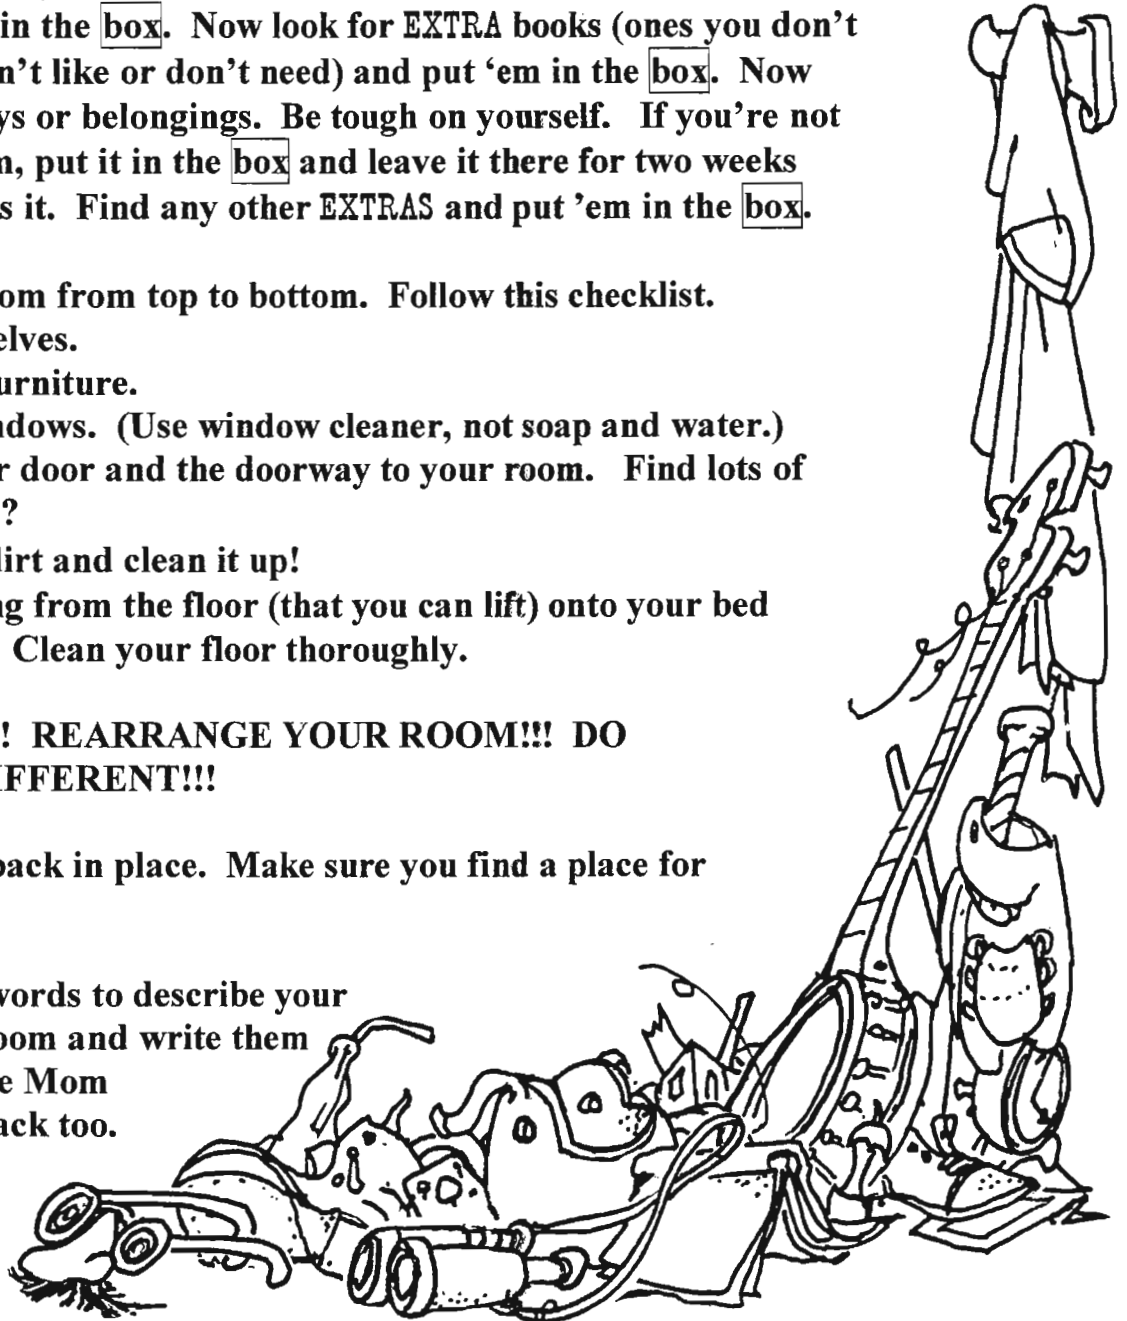 in the box. Now look for EXTRA books (ones you don't
n't like or don't need) and put ‘em in the box. Now
ys or belongings. Be tough on yourself. If you're not
m, put it in the box and leave it there for two weeks
s it. Find any other EXTRAS and put ’em in the box.
om from top to bottom. Follow this checklist.
elves.
urniture.
ndows. (Use window cleaner, not soap and water.)
r door and the doorway to your room. Find lots of
?
dirt and clean it up!
ng from the floor (that you can lift) onto your bed
Clean your floor thoroughly.
! REARRANGE YOUR ROOM!!! DO
IFFERENT!!!
back in place. Make sure you find a place for
words to describe your
oom and write them
e Mom
ack too.